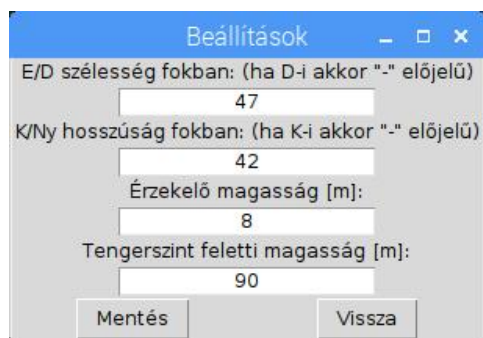 Beállítások
E/D szélesség fokban: (ha D-i akkor "-" előjelű)
47
K/Ny hosszúság fokban: (ha K-i akkor "-" előjelű)
42
Érzekelő magasság [m]:
8
Tengerszint feletti magasság [m]:
90
Mentés Vissza